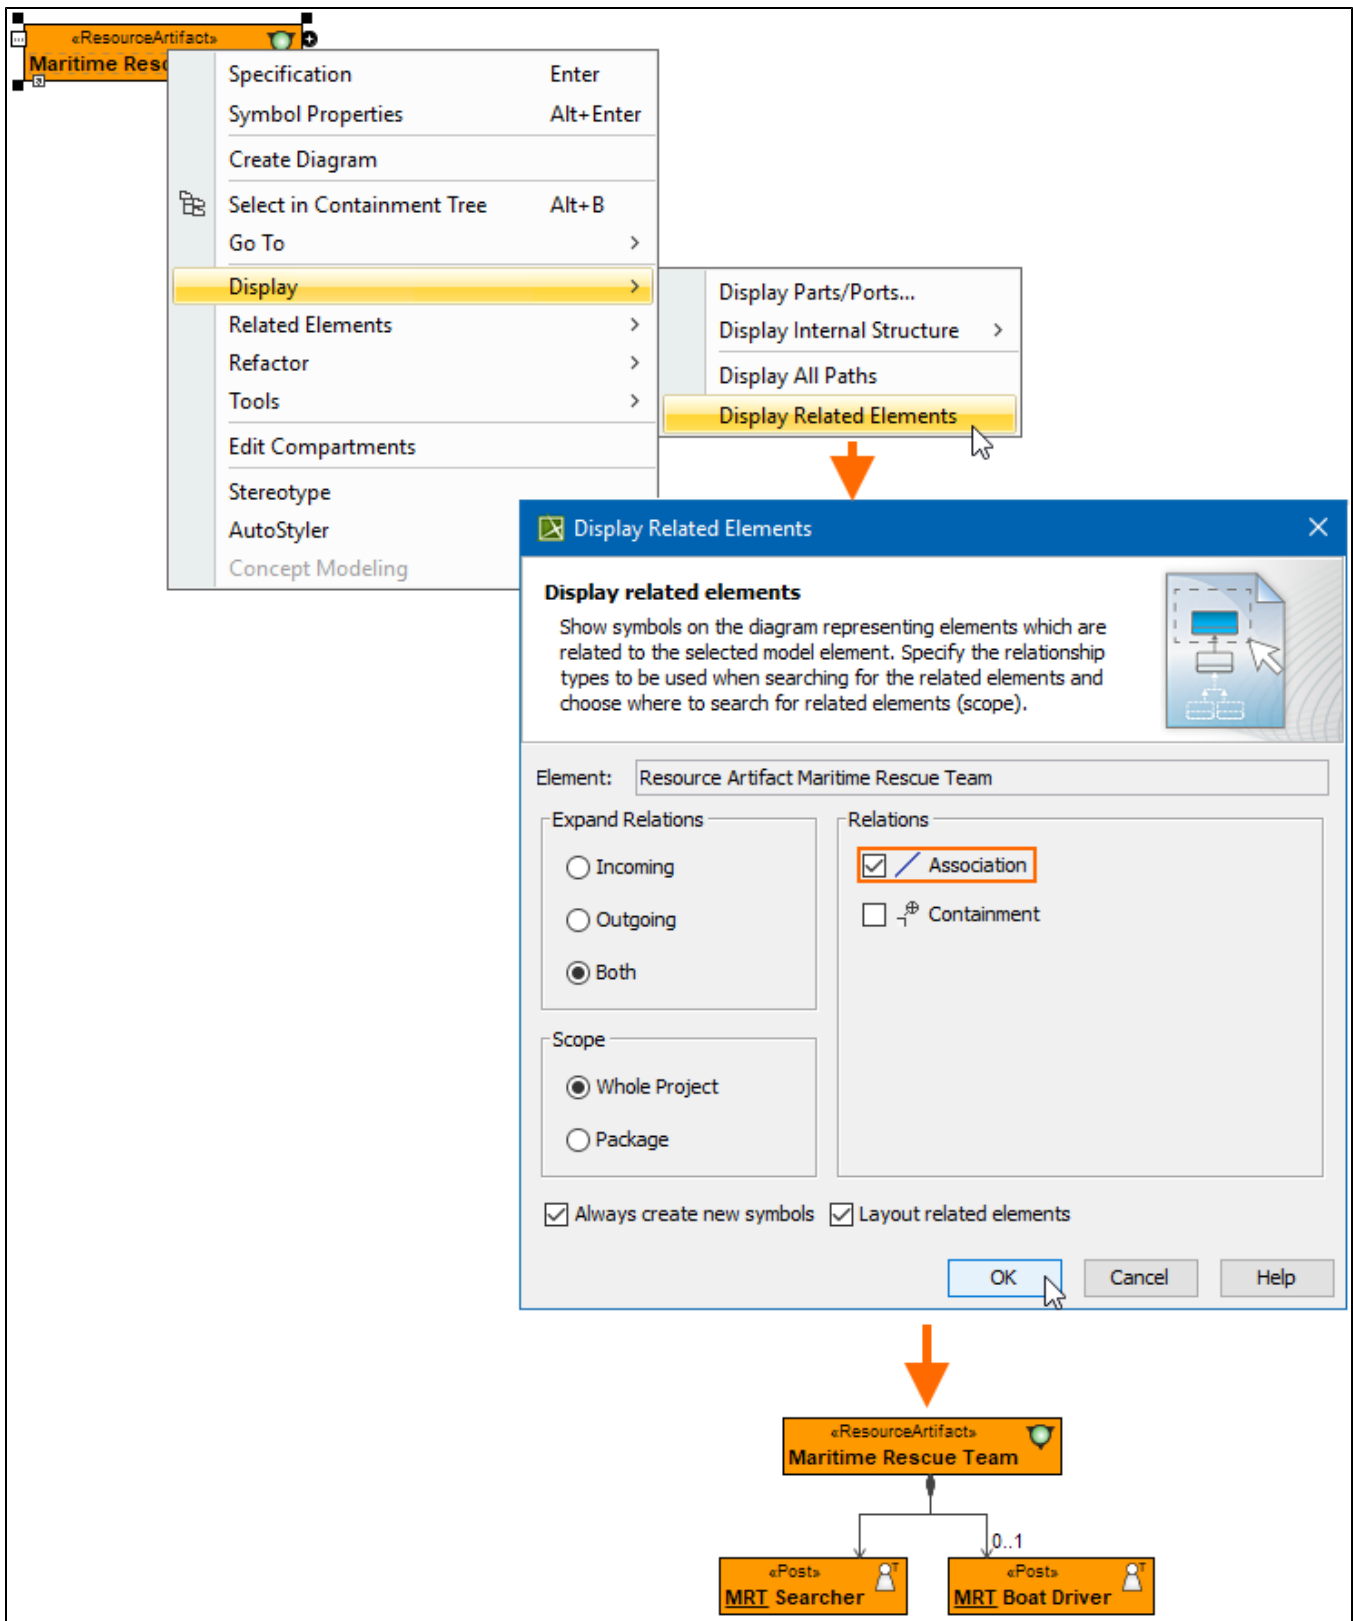 «ResourceArtifact»
Maritime Resc
Specification Enter
Symbol Properties Alt+Enter
Create Diagram
Select in Containment Tree Alt+B
Go To
Display
Related Elements
Refactor
Tools
Edit Compartments
Stereotype
AutoStyler
Concept Modeling
Display Parts/Ports...
Display Internal Structure
Display All Paths
Display Related Elements
Display Related Elements
Display related elements
Show symbols on the diagram representing elements which are
related to the selected model element. Specify the relationship
types to be used when searching for the related elements and
choose where to search for related elements (scope).
Element: Resource Artifact Maritime Rescue Team
Expand Relations
Incoming
Outgoing
Both
Relations
Association
Containment
Scope
Whole Project
Package
Always create new symbols Layout related elements
OK Cancel Help
«ResourceArtifact»
Maritime Rescue Team
0..1
«Post» T
MRT Searcher
«Post» T
MRT Boat Driver